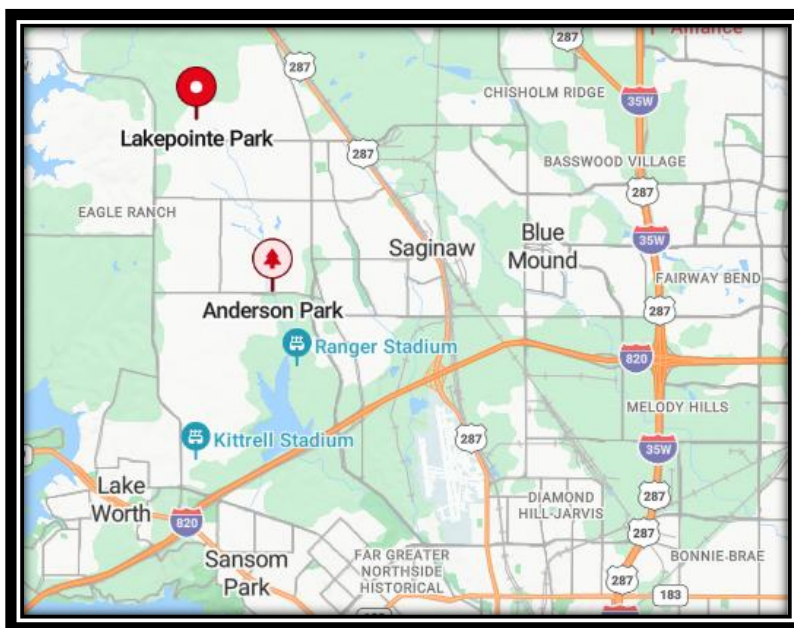 Alliance
287
287
CHISHOLM RIDGE
35W
Lakepointe Park
287
BASSWOOD VILLAGE
287
EAGLE RANCH
Saginaw
Blue
Mound
35W
FAIRWAY BEND
Anderson Park
287
Ranger Stadium
820
MELODY HILLS
Kittrell Stadium
287
35W
Lake
Worth
820
287
DIAMOND
HILL-JARVIS
287
Sansom
Park
FAR GREATER
NORTHSIDE
HISTORICAL
BONNIE BRAE
287
183